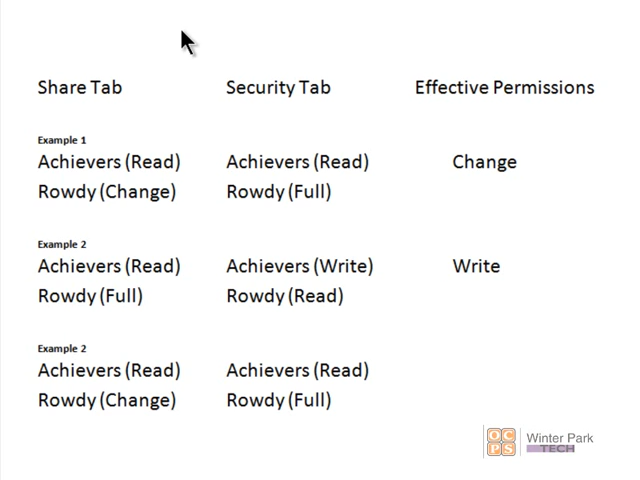 Share Tab Security Tab Effective Permissions
Example 1
Achievers (Read) Achievers (Read) Change
Rowdy (Change) Rowdy (Full)
Example 2
Achievers (Read) Achievers (Write) Write
Rowdy (Full) Rowdy (Read)
Example 2
Achievers (Read) Achievers (Read)
Rowdy (Change) Rowdy (Full)
OCPS Winter Park
TECH